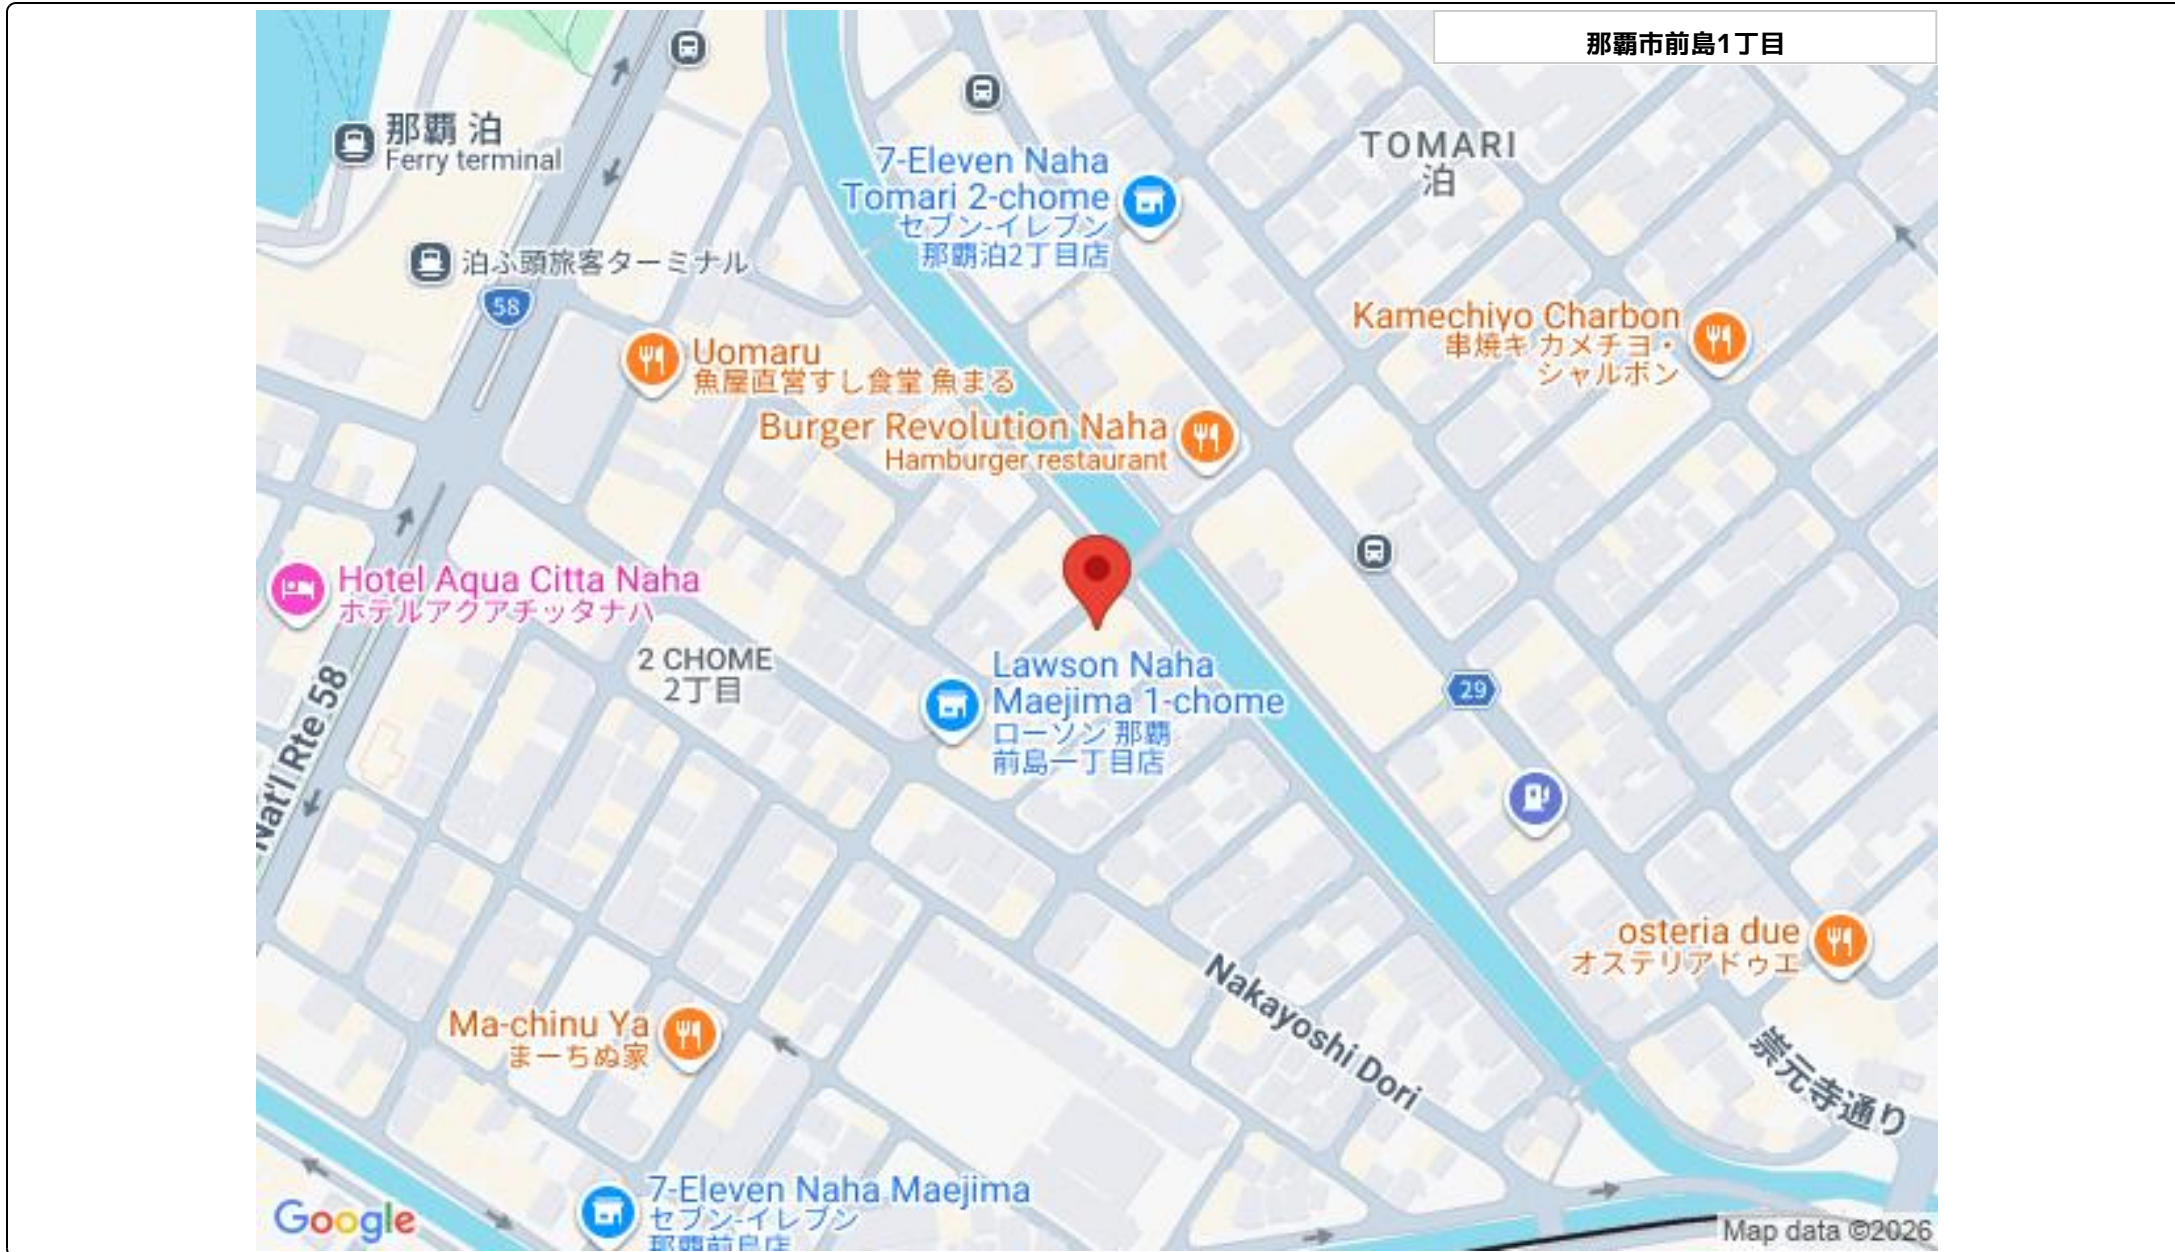 那覇市前島1丁目
那覇 泊
Ferry terminal
7-Eleven Naha
Tomari 2-chome
セブン-イレブン
那覇泊2丁目店
TOMARI
泊
泊ふ頭旅客ターミナル
58
Uomaru
魚屋直営すし食堂 魚まる
Kamechiyo Charbon
串焼キ カメチヨ・
シャルボン
Burger Revolution Naha
Hamburger restaurant
Hotel Aqua Citta Naha
ホテルアクアチッタナハ
2 CHOME
2丁目
Lawson Naha
Maejima 1-chome
ローソン 那覇
前島一丁目店
29
Nat'l Rte 58
osteria due
オステリアドゥエ
Nakayoshi Dori
Ma-chinu Ya
まーちぬ家
崇元寺通り
7-Eleven Naha Maejima
セブン-イレブン
那覇前島店
Google
Map data ©2026